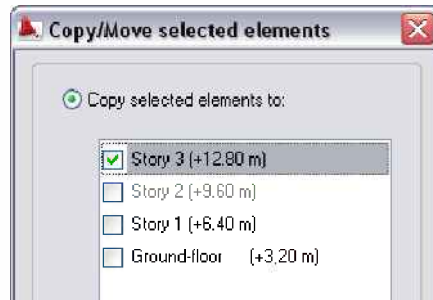 Copy/Move selected elements
Copy selected elements to:
Story 3 (+12.80 m)
Story 2 (+9.60 m)
Story 1 (+6.40 m)
Ground-floor (+3,20 m)